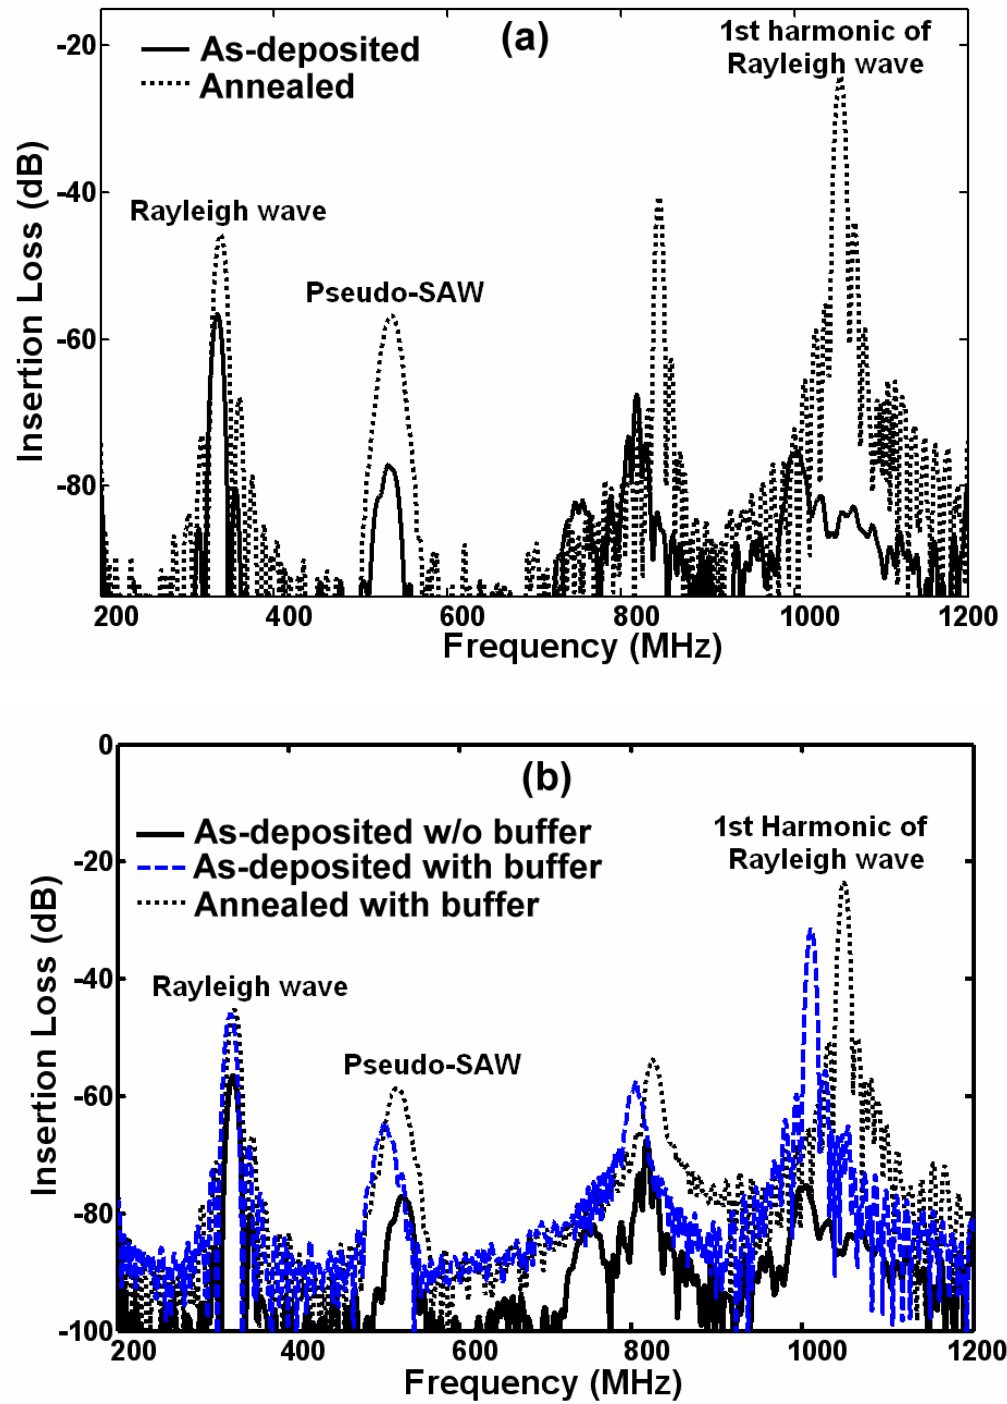 (a)
As-deposited
Annealed
1st harmonic of
Rayleigh wave
Rayleigh wave
Pseudo-SAW
Insertion Loss (dB)
-20
-40
-60
-80
200 400 600 800 1000 1200
Frequency (MHz)
(b)
As-deposited w/o buffer
As-deposited with buffer
Annealed with buffer
1st Harmonic of
Rayleigh wave
Rayleigh wave
Pseudo-SAW
Insertion Loss (dB)
0
-20
-40
-60
-80
-100
200 400 600 800 1000 1200
Frequency (MHz)